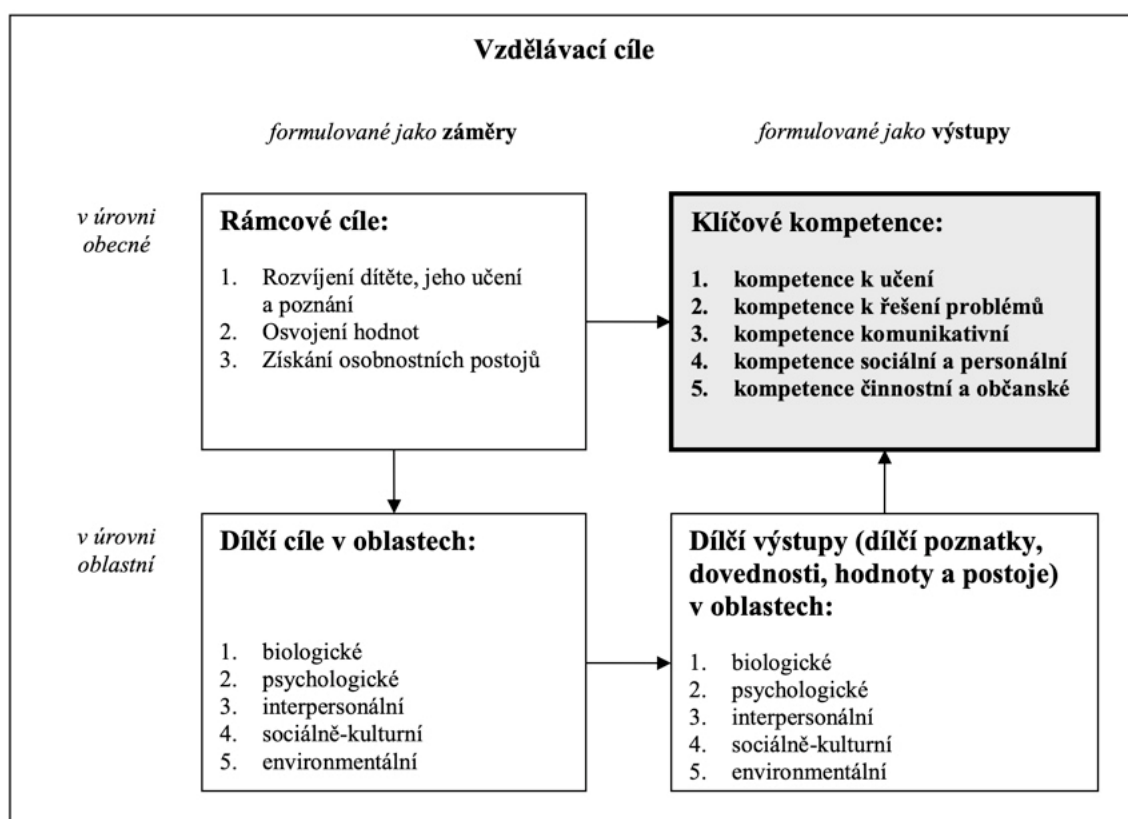 Vzdělávací cíle
formulované jako záměry
formulované jako výstupy
v úrovni
obecné
Rámcové cíle:
1. Rozvíjení dítěte, jeho učení
a poznání
2. Osvojení hodnot
3. Získání osobnostních postojů
Klíčové kompetence:
1. kompetence k učení
2. kompetence k řešení problémů
3. kompetence komunikativní
4. kompetence sociální a personální
5. kompetence činnostní a občanské
v úrovni
oblastní
Dílčí cíle v oblastech:
1. biologické
2. psychologické
3. interpersonální
4. sociálně-kulturní
5. environmentální
Dílčí výstupy (dílčí poznatky,
dovednosti, hodnoty a postoje)
v oblastech:
1. biologické
2. psychologické
3. interpersonální
4. sociálně-kulturní
5. environmentální